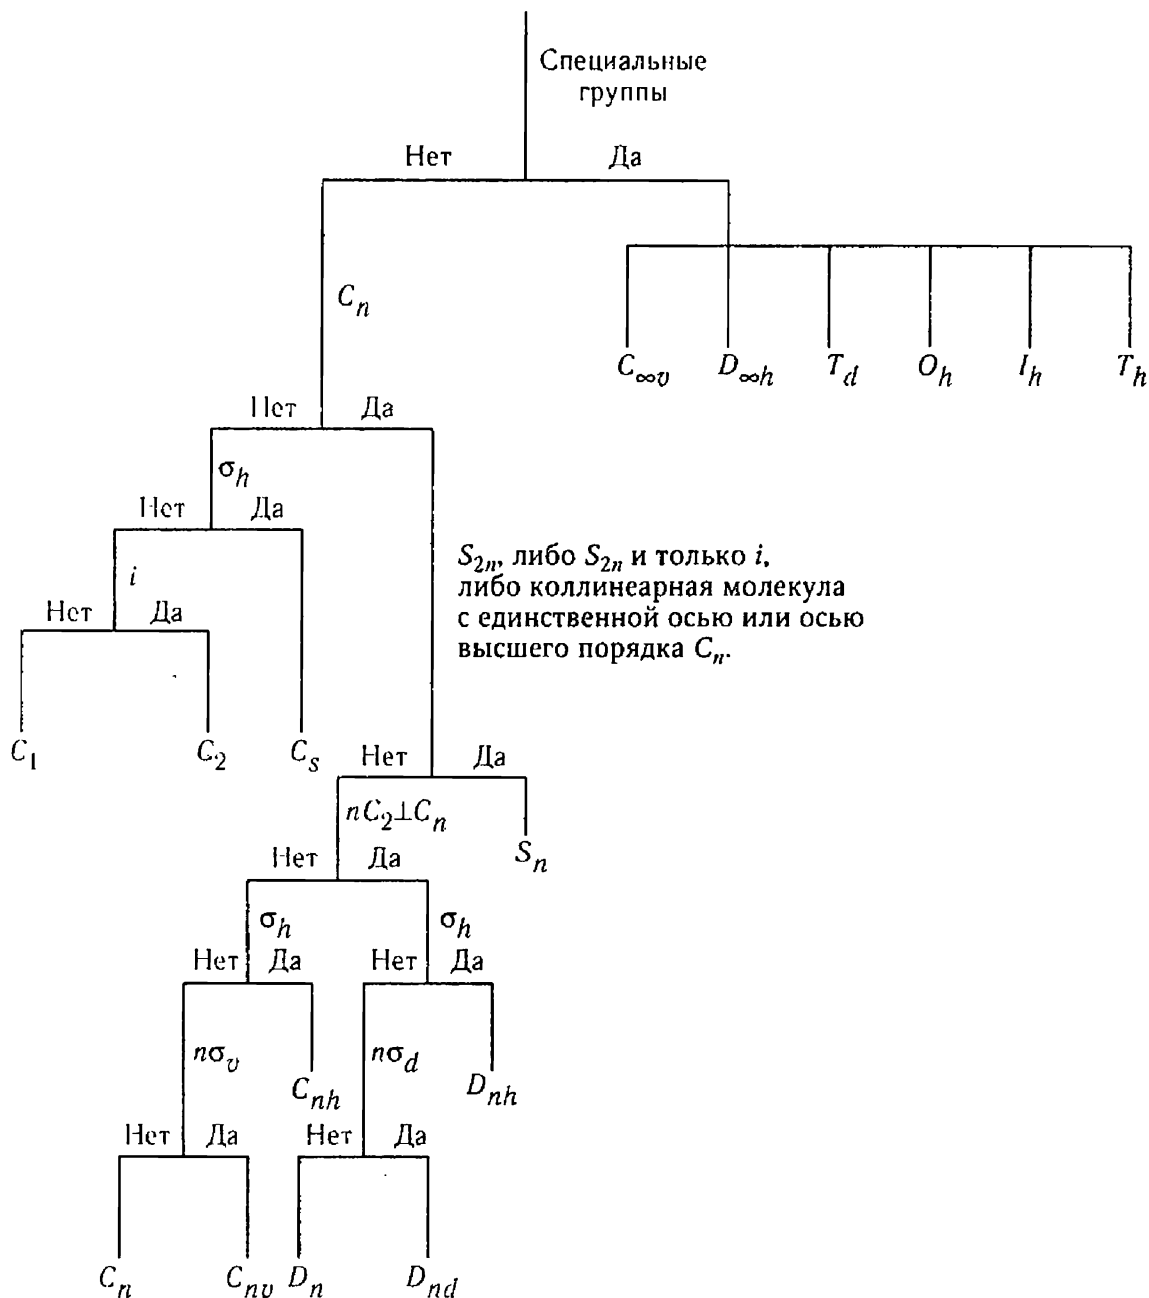 Специальные
группы
Нет Да
C_n
C_∞v D_∞h T_d O_h I_h T_h
Нет Да
σ_h
Нет Да
S_2n, либо S_2n и только i,
либо коллинеарная молекула
с единственной осью или осью
высшего порядка C_n.
i
Нет Да
C_1 C_2 C_s
Нет Да
nC_2⊥C_n
S_n
Нет Да
σ_h σ_h
Нет Да Нет Да
nσ_v nσ_d
C_nh D_nh
Нет Да Нет Да
C_n C_nv D_n D_nd